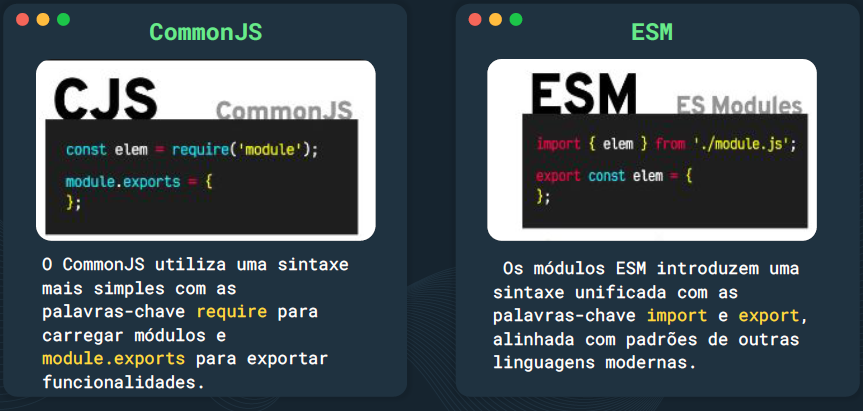 CommonJS
CJS
CommonJS
const elem = require('module');
module.exports = {
};
O CommonJS utiliza uma sintaxe
mais simples com as
palavras-chave require para
carregar módulos e
module.exports para exportar
funcionalidades.
ESM
ESM
ES Modules
import { elem } from './module.js';
export const elem = {
};
Os módulos ESM introduzem uma
sintaxe unificada com as
palavras-chave import e export,
alinhada com padrões de outras
linguagens modernas.